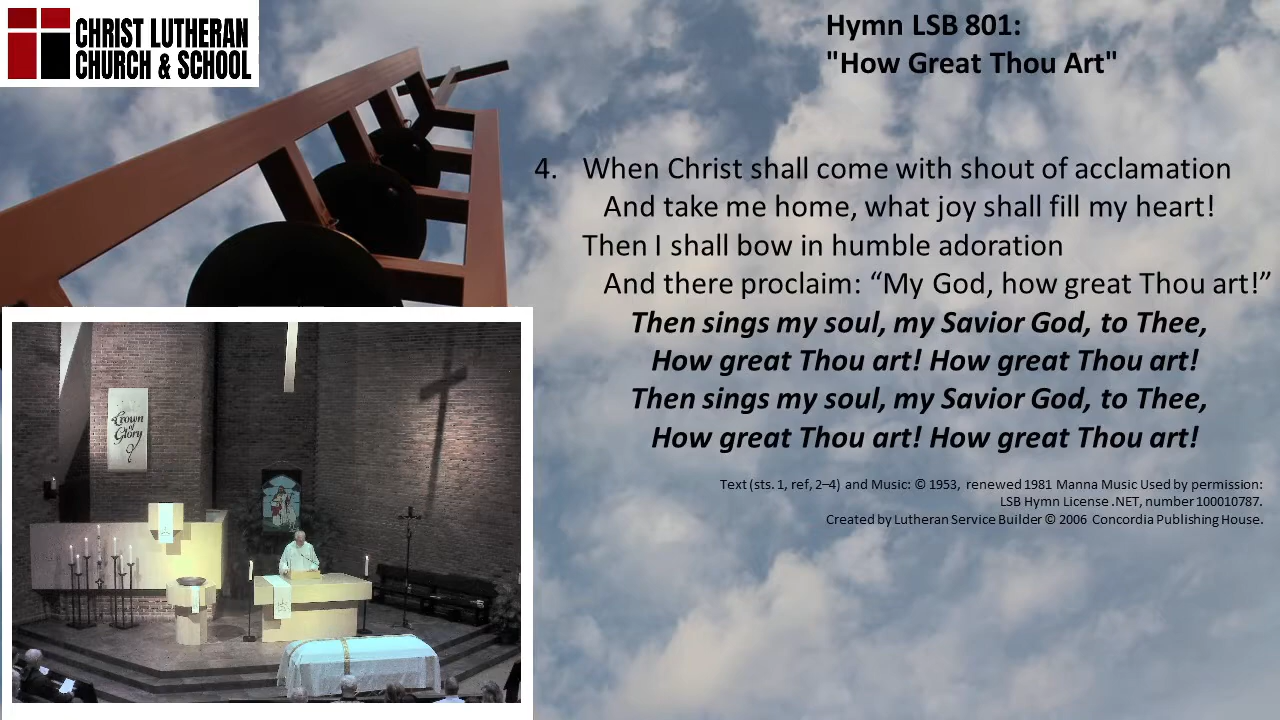 CHRIST LUTHERAN
CHURCH & SCHOOL
Hymn LSB 801:
"How Great Thou Art"
4. When Christ shall come with shout of acclamation
And take me home, what joy shall fill my heart!
Then I shall bow in humble adoration
And there proclaim: “My God, how great Thou art!”
Then sings my soul, my Savior God, to Thee,
How great Thou art! How great Thou art!
Then sings my soul, my Savior God, to Thee,
How great Thou art! How great Thou art!
Text (sts. 1, ref, 2–4) and Music: © 1953, renewed 1981 Manna Music Used by permission:
LSB Hymn License .NET, number 100010787.
Created by Lutheran Service Builder © 2006 Concordia Publishing House.
Crown
of
Glory